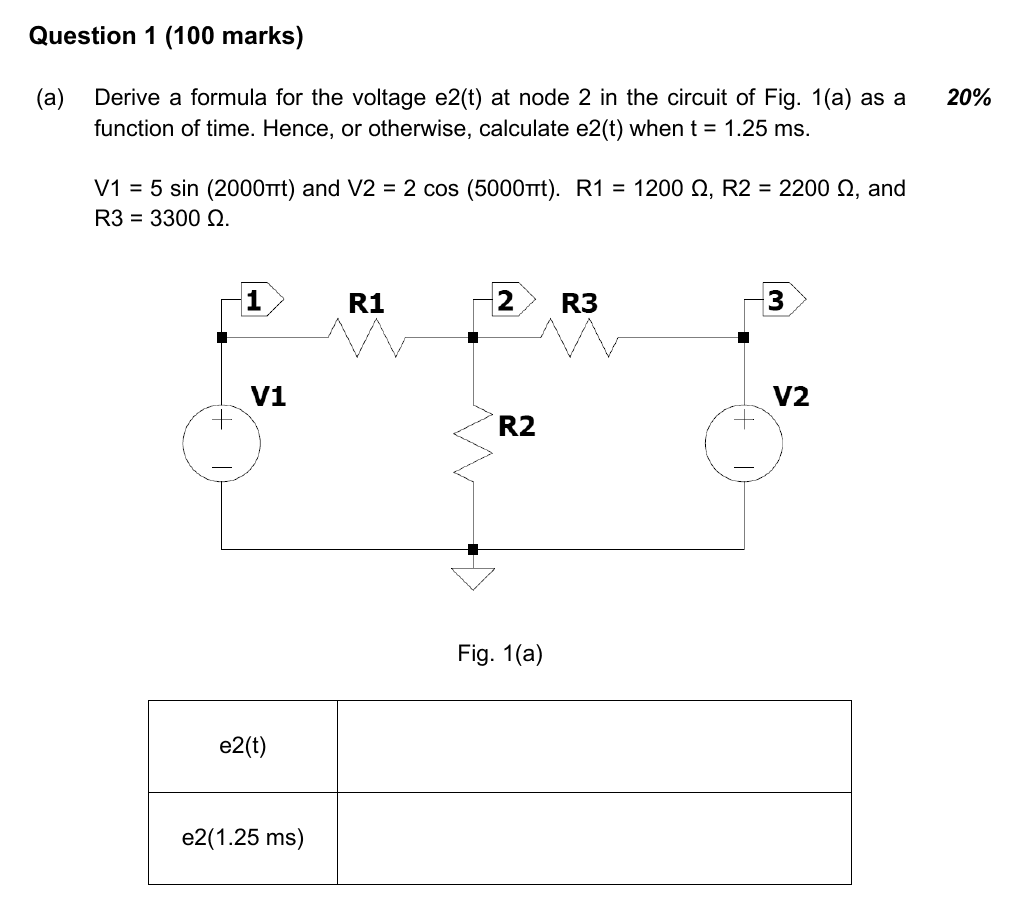 Question 1 (100 marks)
(a) Derive a formula for the voltage e2(t) at node 2 in the circuit of Fig. 1(a) as a 20%
function of time. Hence, or otherwise, calculate e2(t) when t = 1.25 ms.
V1 = 5 sin (2000πt) and V2 = 2 cos (5000πt). R1 = 1200 Ω, R2 = 2200 Ω, and
R3 = 3300 Ω.
1 R1 2 R3 3
V1 V2
R2
Fig. 1(a)
e2(t)
e2(1.25 ms)